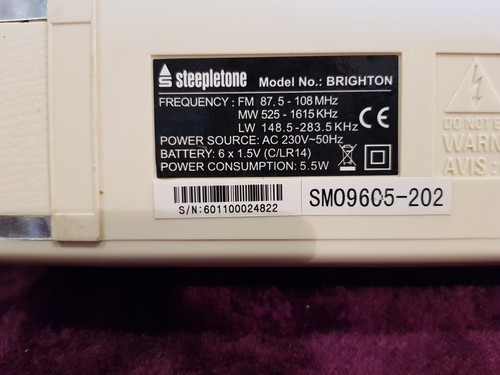 steepletone Model No.: BRIGHTON
FREQUENCY: FM 87.5 - 108 MHz
MW 525 - 1615 KHz
LW 148.5-283.5 KHz
CE
POWER SOURCE: AC 230V~50Hz
BATTERY: 6 x 1.5V (C/LR14)
POWER CONSUMPTION: 5.5W
S/N:601100024822
SM09605-202
DO NOT E
WARN
AVIS :